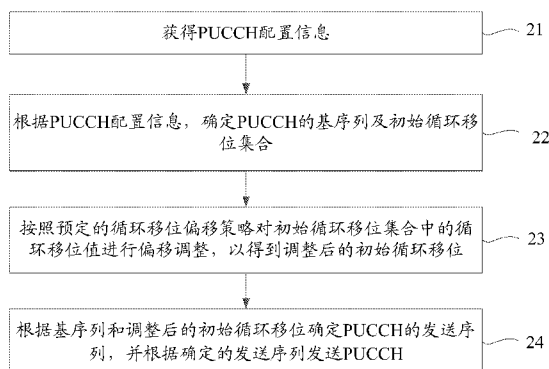 获得PUCCH配置信息
21
根据PUCCH配置信息，确定PUCCH的基序列及初始循环移
位集合
22
按照预定的循环移位偏移策略对初始循环移位集合中的循
环移位值进行偏移调整，以得到调整后的初始循环移位
23
根据基序列和调整后的初始循环移位确定PUCCH的发送序
列，并根据确定的发送序列发送PUCCH
24